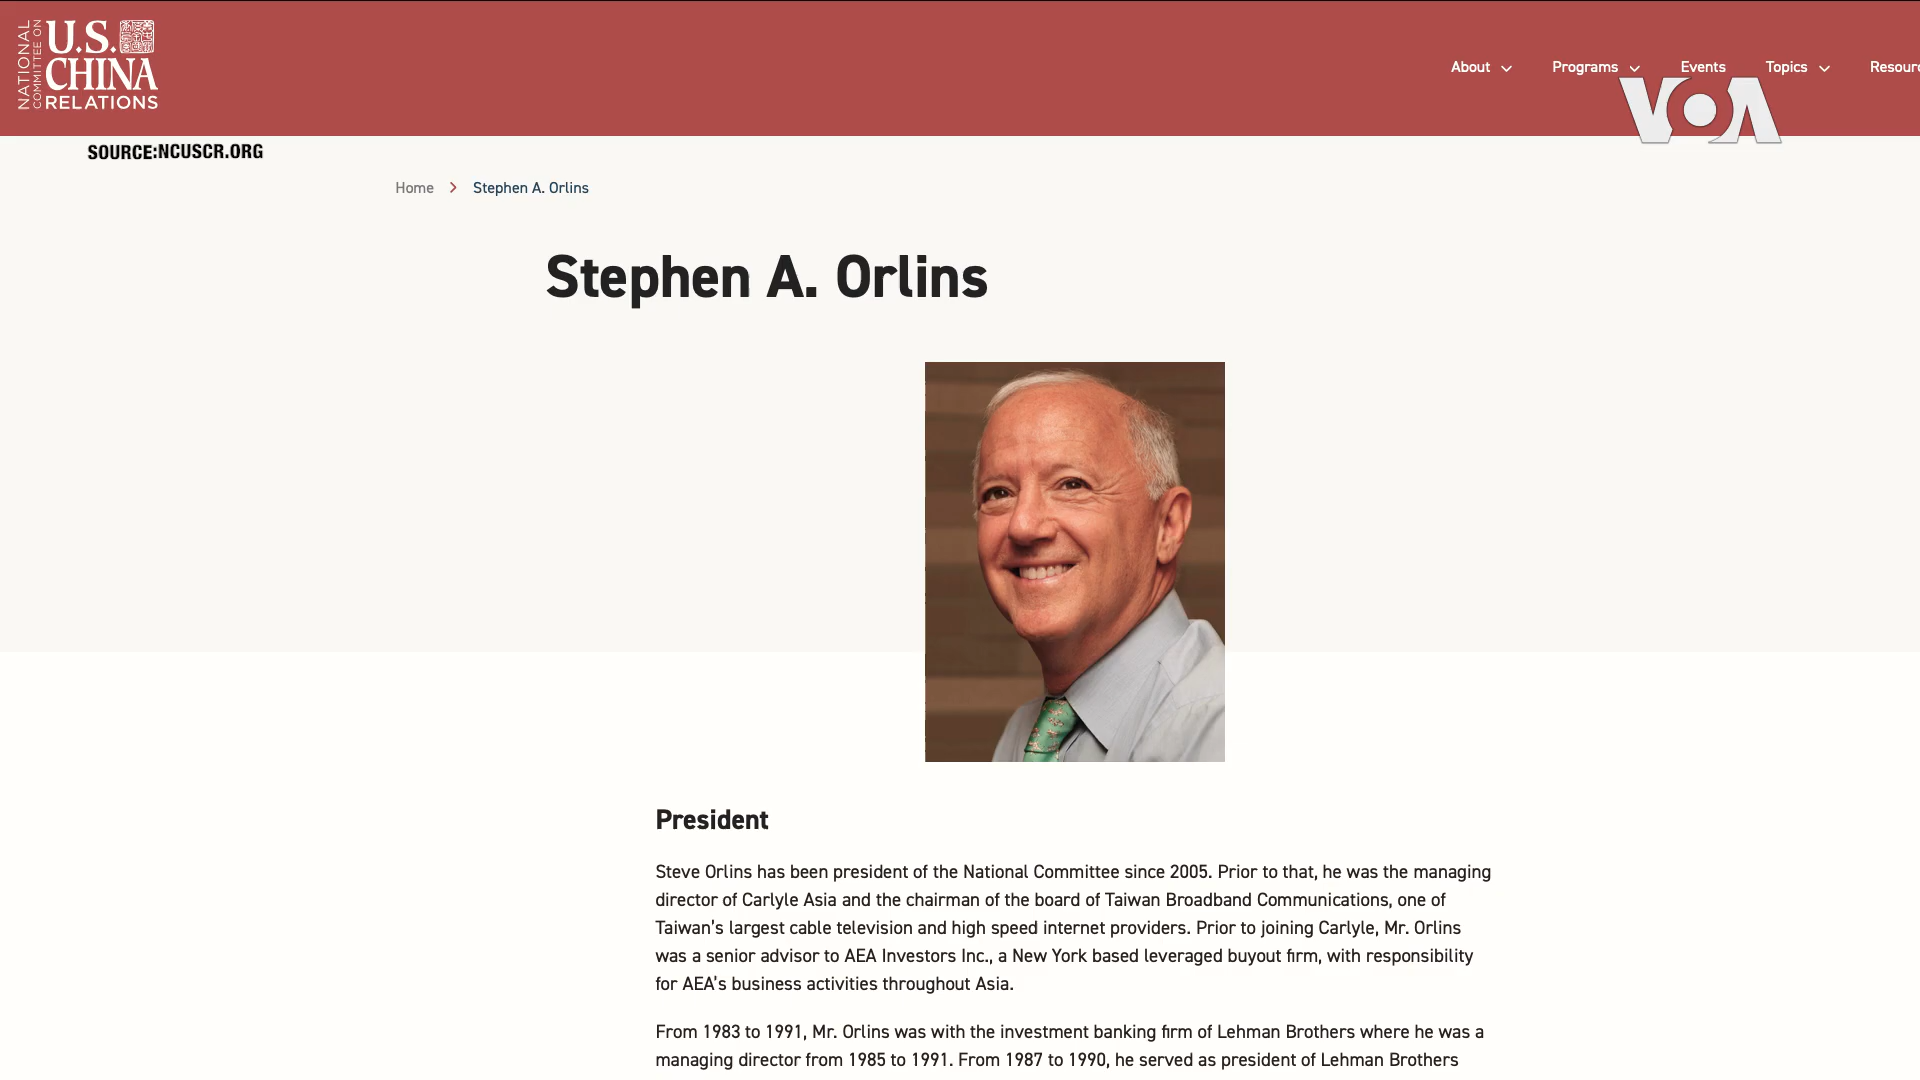 NATIONAL
COMMITTEE ON
U.S.
CHINA
RELATIONS
About
Programs
Events
Topics
Resourc
VOA
SOURCE:NCUSCR.ORG
Home
Stephen A. Orlins
Stephen A. Orlins
President
Steve Orlins has been president of the National Committee since 2005. Prior to that, he was the managing
director of Carlyle Asia and the chairman of the board of Taiwan Broadband Communications, one of
Taiwan’s largest cable television and high speed internet providers. Prior to joining Carlyle, Mr. Orlins
was a senior advisor to AEA Investors Inc., a New York based leveraged buyout firm, with responsibility
for AEA’s business activities throughout Asia.
From 1983 to 1991, Mr. Orlins was with the investment banking firm of Lehman Brothers where he was a
managing director from 1985 to 1991. From 1987 to 1990, he served as president of Lehman Brothers